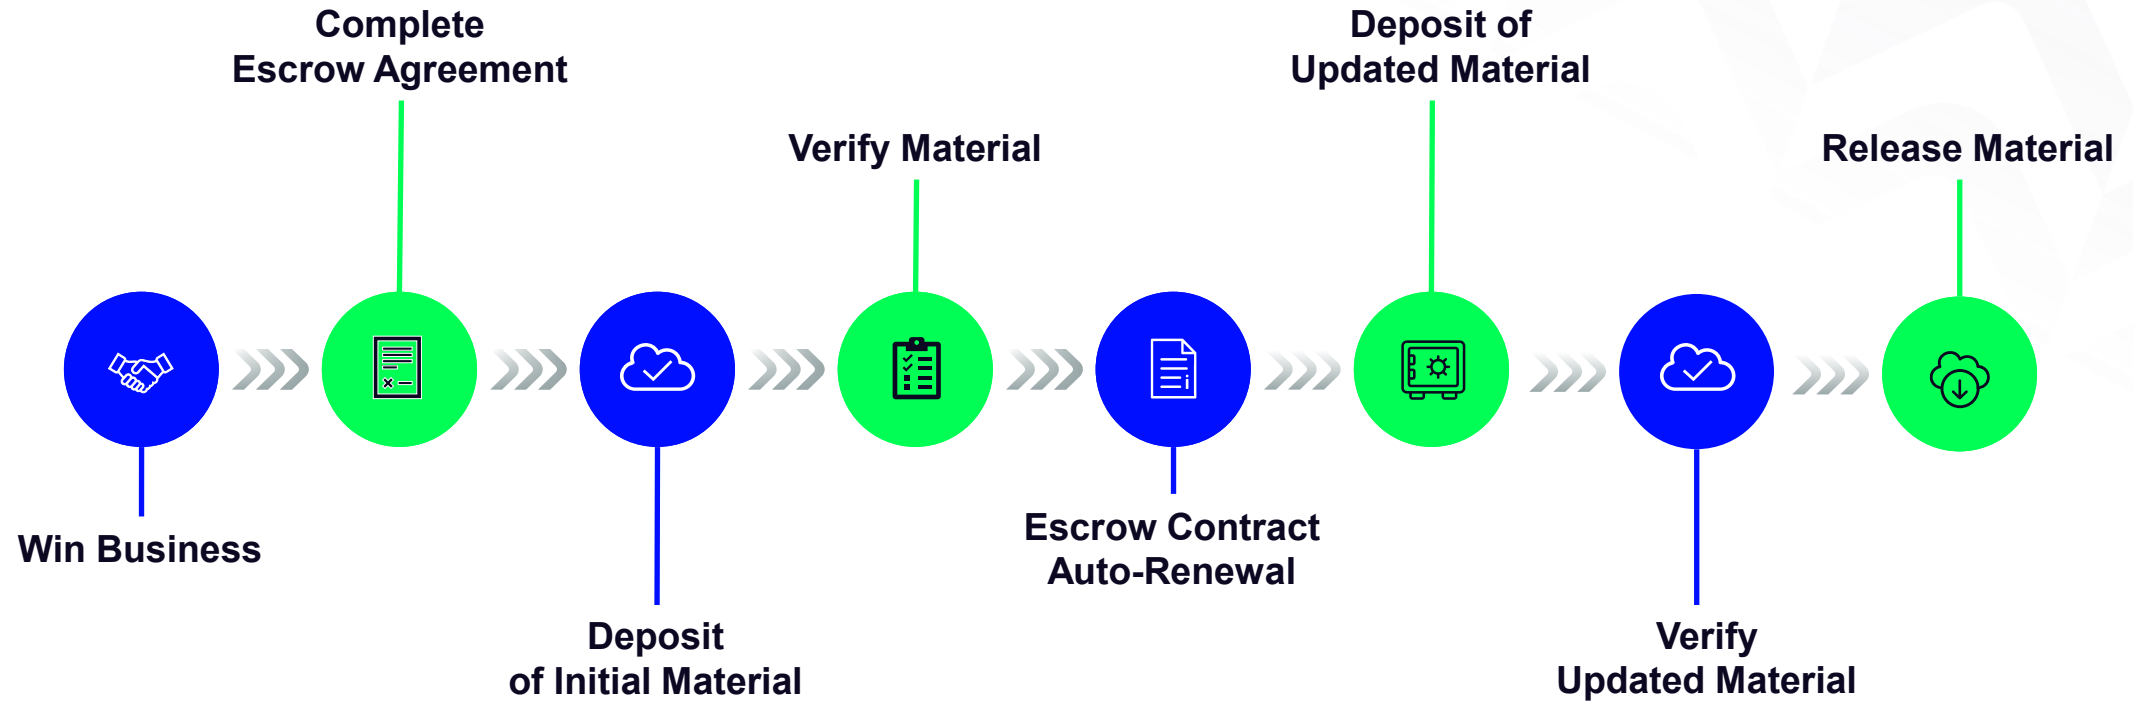 Complete
Escrow Agreement
Deposit of
Updated Material
Verify Material
Release Material
Win Business
Escrow Contract
Auto-Renewal
Deposit
of Initial Material
Verify
Updated Material